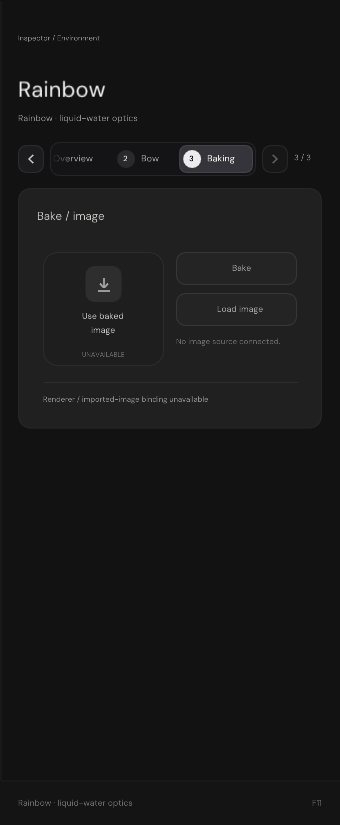 Inspector / Environment
Rainbow
Rainbow · liquid-water optics
Overview 2 Bow 3 Baking 3 / 3
Bake / image
Use baked
image
UNAVAILABLE
Bake
Load image
No image source connected.
Renderer / imported-image binding unavailable
Rainbow · liquid-water optics F11